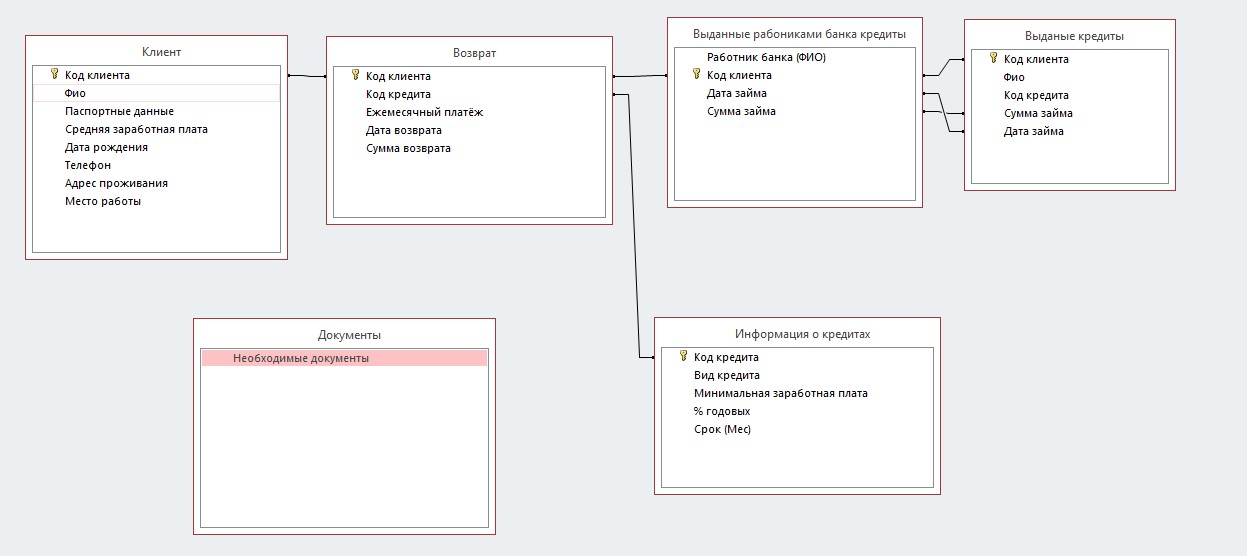 Клиент
Код клиента
Фио
Паспортные данные
Средняя заработная плата
Дата рождения
Телефон
Адрес проживания
Место работы
Возврат
Код клиента
Код кредита
Ежемесячный платёж
Дата возврата
Сумма возврата
Выданные рабониками банка кредиты
Работник банка (ФИО)
Код клиента
Дата займа
Сумма займа
Выданые кредиты
Код клиента
Фио
Код кредита
Сумма займа
Дата займа
Документы
Необходимые документы
Информация о кредитах
Код кредита
Вид кредита
Минимальная заработная плата
% годовых
Срок (Мес)